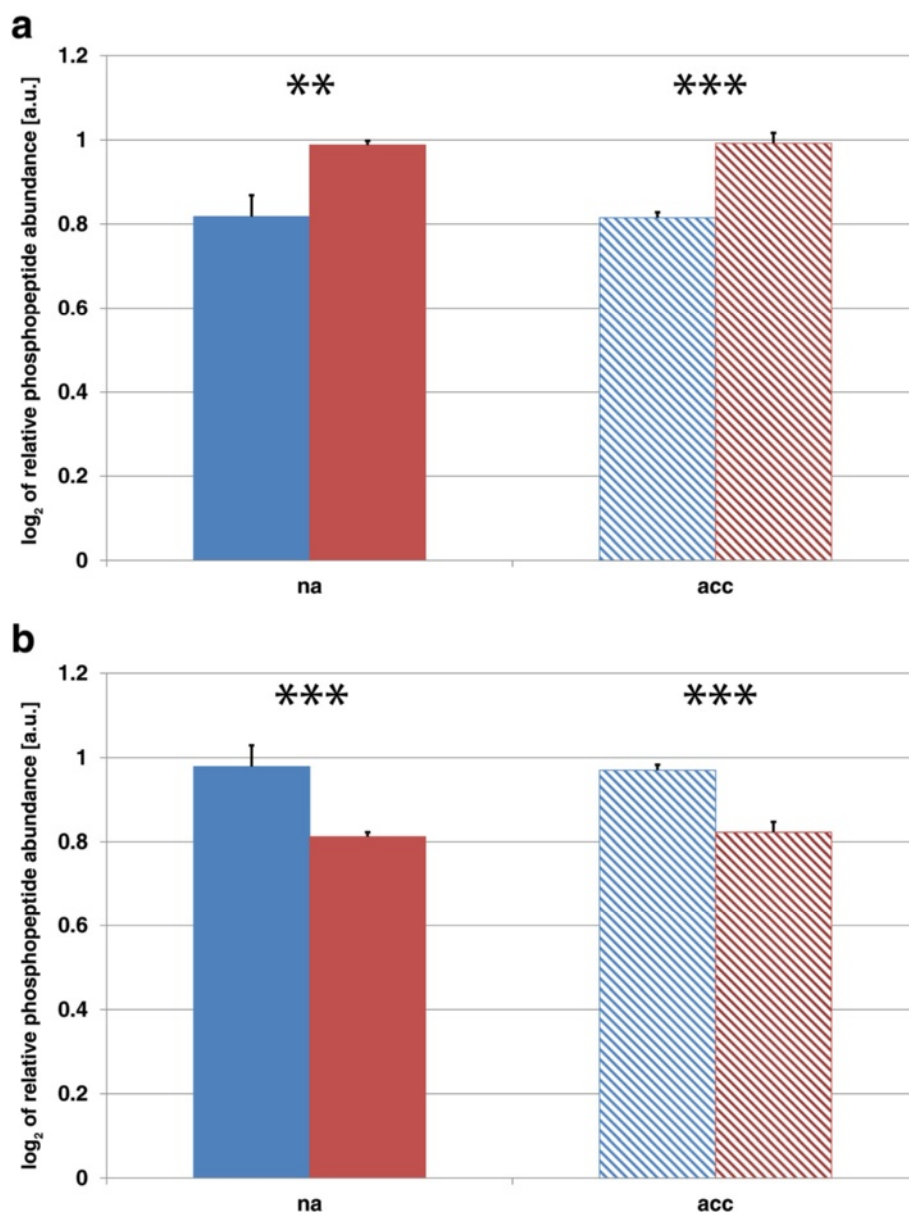 a
log₂ of relative phosphopeptide abundance [a.u.]
1.2
1
0.8
0.6
0.4
0.2
0
** ***
na acc
b
log₂ of relative phosphopeptide abundance [a.u.]
1.2
1
0.8
0.6
0.4
0.2
0
*** ***
na acc